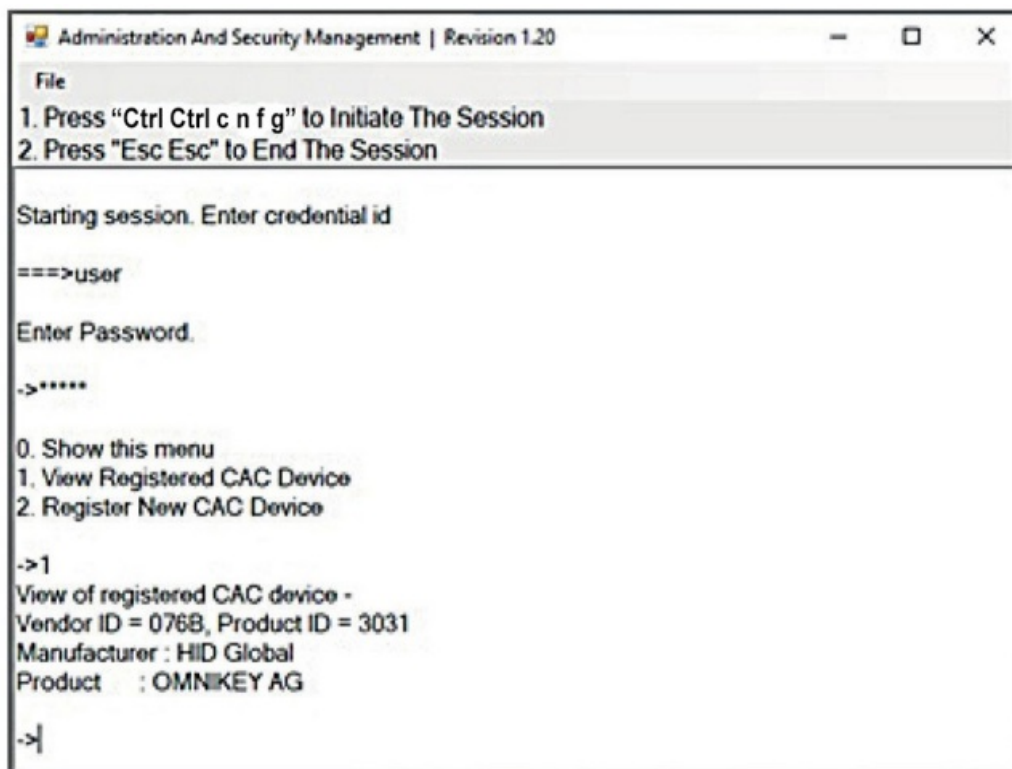 Administration And Security Management | Revision 1.20
File
1. Press “Ctrl Ctrl c n f g” to Initiate The Session
2. Press "Esc Esc" to End The Session
Starting session. Enter credential id
===>user
Enter Password.
->*****
0. Show this menu
1. View Registered CAC Device
2. Register New CAC Device
->1
View of registered CAC device -
Vendor ID = 076B, Product ID = 3031
Manufacturer : HID Global
Product : OMNIKEY AG
->